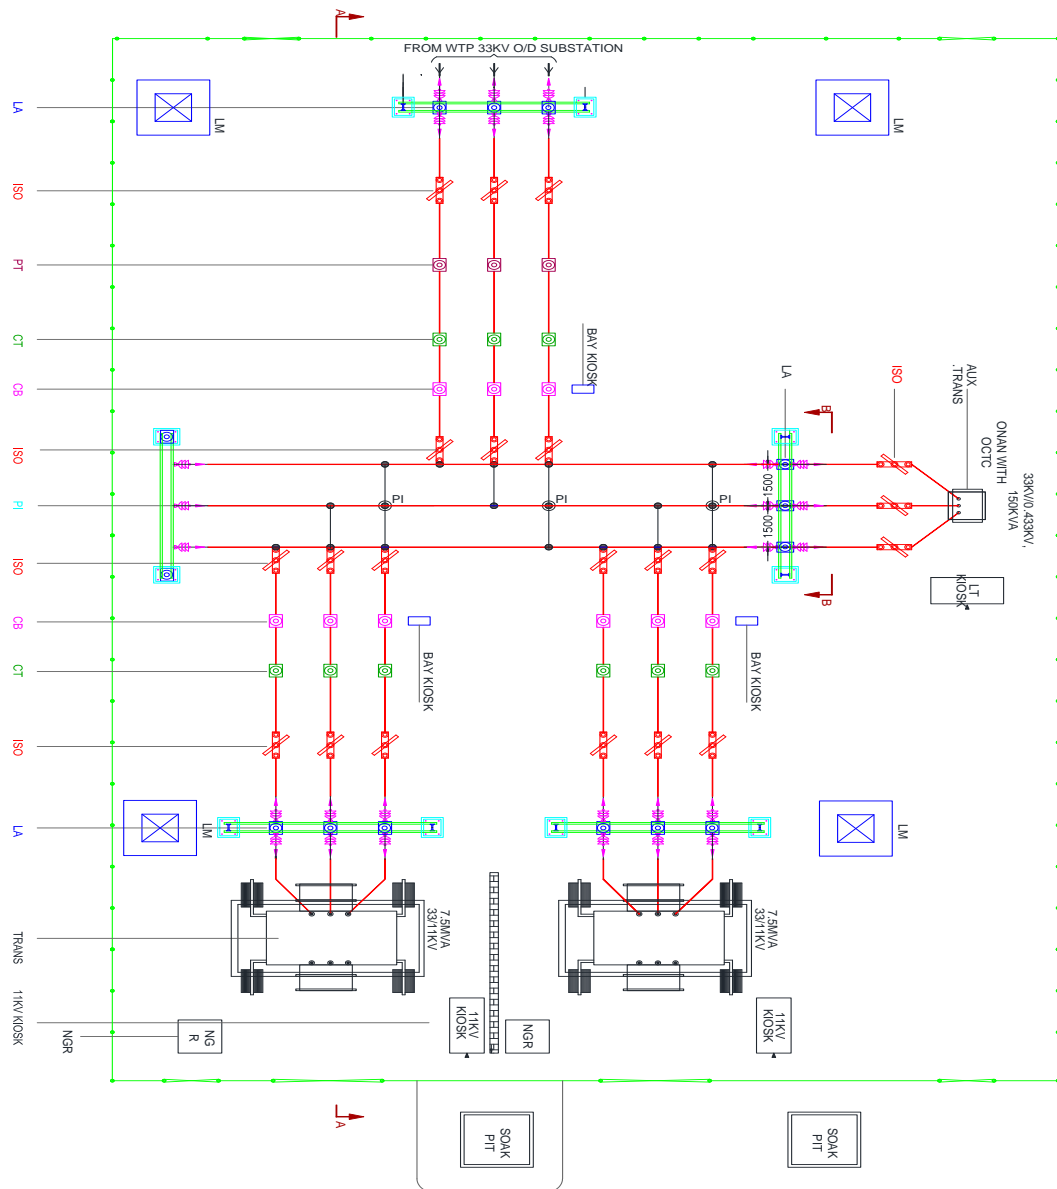 A
FROM WTP 33KV O/D SUBSTATION
LA
LM
LM
ISO
PT
CT
BAY KIOSK
CB
LA
ISO
AUX
.TRANS
ONAN WITH
OCTC
33KV//0.433KV,
150KVA
B
ISO
PI
PI
PI
PI
1500
1500
ISO
B
LT
KIOSK
CB
BAY KIOSK
BAY KIOSK
CT
ISO
LA
LM
LM
7.5MVA
33/11KV
7.5MVA
33/11KV
TRANS
11KV KIOSK
NGR
NG
R
11KV
KIOSK
NGR
11KV
KIOSK
A
SOAK
PIT
SOAK
PIT